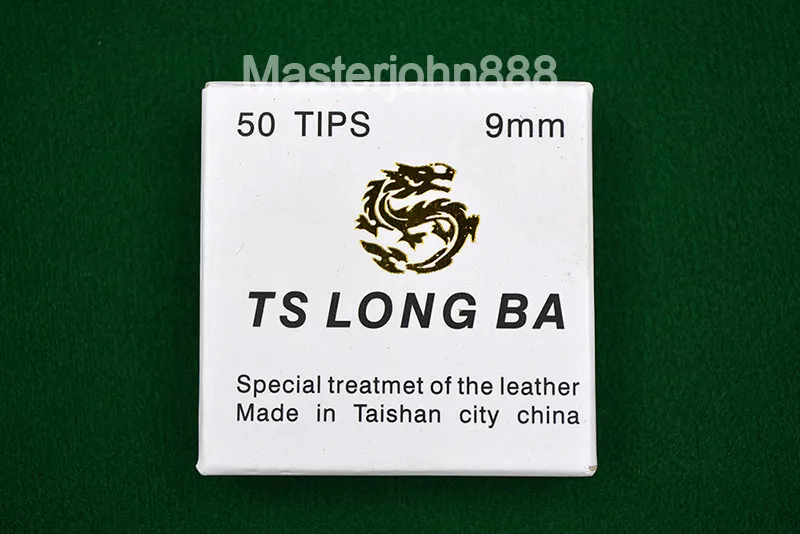 Masterjohn888
50 TIPS 9mm
TS LONG BA
Special treatmet of the leather
Made in Taishan city china